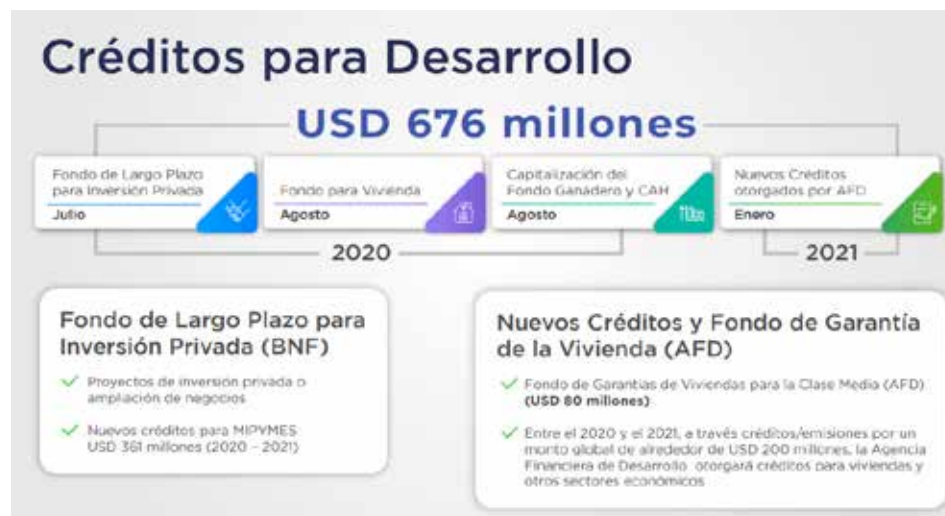 Créditos para Desarrollo
USD 676 millones
Fondo de Largo Plazo
para Inversión Privada
Julio
Fondo para Vivienda
Agosto
Capitalización del
Fondo Ganadero y CAH
Agosto
Nuevos Créditos
otorgados por AFD
Enero
2020
2021
Fondo de Largo Plazo para
Inversión Privada (BNF)
Proyectos de inversión privada o
ampliación de negocios
Nuevos créditos para MIPYMES
USD 361 millones (2020 – 2021)
Nuevos Créditos y Fondo de Garantía
de la Vivienda (AFD)
Fondo de Garantías de Viviendas para la Clase Media (AFD)
(USD 80 millones)
Entre el 2020 y el 2021, a través créditos/emisiones por un
monto global de alrededor de USD 200 millones, la Agencia
Financiera de Desarrollo otorgará créditos para viviendas y
otros sectores económicos